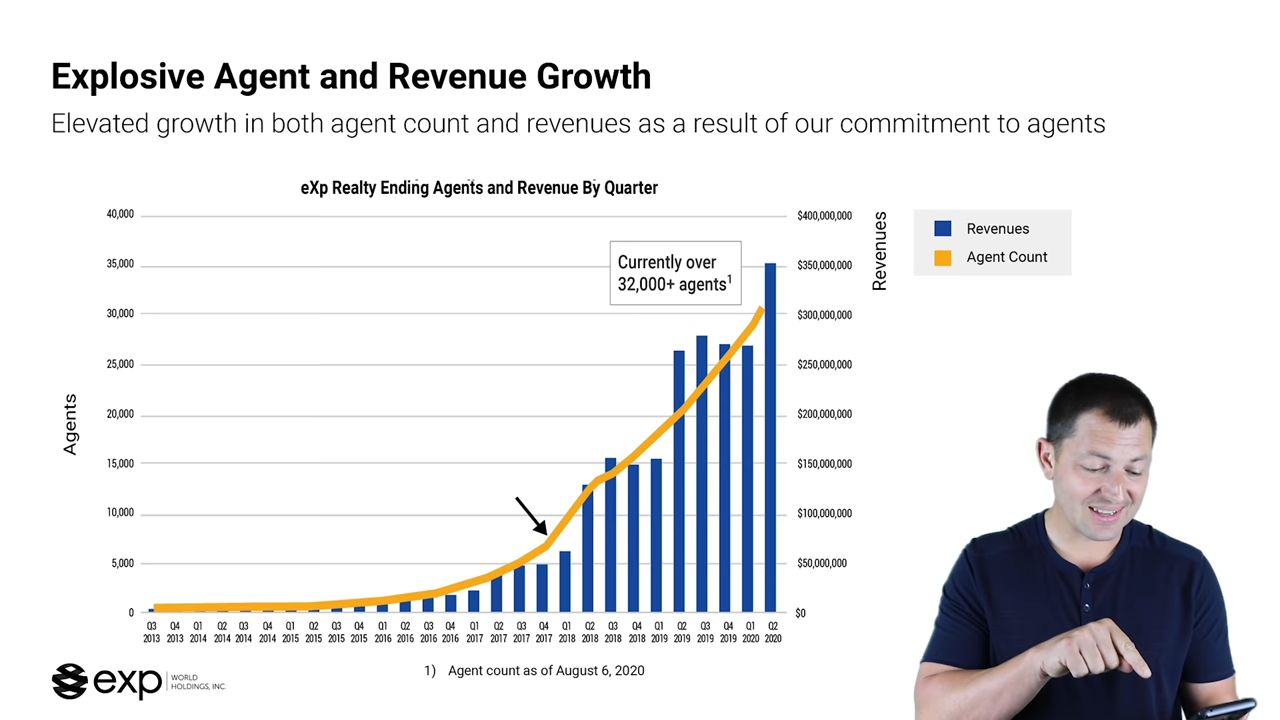 Explosive Agent and Revenue Growth
Elevated growth in both agent count and revenues as a result of our commitment to agents
eXp Realty Ending Agents and Revenue By Quarter
40,000
35,000
30,000
25,000
20,000
15,000
10,000
5,000
0
Agents
Currently over
32,000+ agents¹
$400,000,000
$350,000,000
$300,000,000
$250,000,000
$200,000,000
$150,000,000
$100,000,000
$50,000,000
$0
Revenues
Revenues
Agent Count
Q3 Q4 Q1 Q2 Q3 Q4 Q1 Q2 Q3 Q4 Q1 Q2 Q3 Q4 Q1 Q2 Q3 Q4 Q1 Q2 Q3 Q4 Q1 Q2 Q3 Q4 Q1 Q2
2013 2013 2014 2014 2014 2014 2015 2015 2015 2015 2016 2016 2016 2016 2017 2017 2017 2017 2018 2018 2018 2018 2019 2019 2019 2019 2020 2020
1) Agent count as of August 6, 2020
exp
WORLD
HOLDINGS, INC.